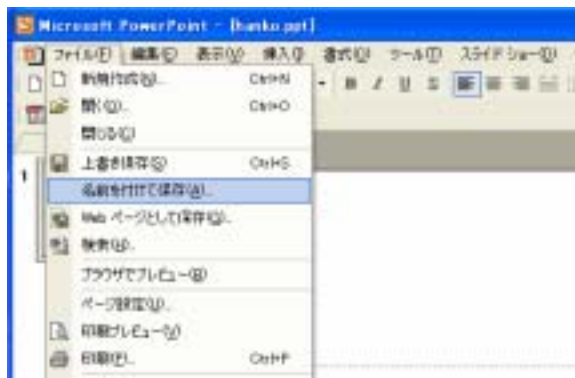 Microsoft PowerPoint - [hanko.ppt]
ファイル(F) 編集(E) 表示(V) 挿入(I) 書式(O) ツール(T) スライド ショー(D)
新規作成(N)... Ctrl+N
開く(O)... Ctrl+O
閉じる(C)
上書き保存(S) Ctrl+S
名前を付けて保存(A)...
Web ページとして保存(G)...
検索(H)...
ブラウザでプレビュー(B)
ページ設定(U)...
印刷プレビュー(V)
印刷(P)... Ctrl+P
B I U S
1